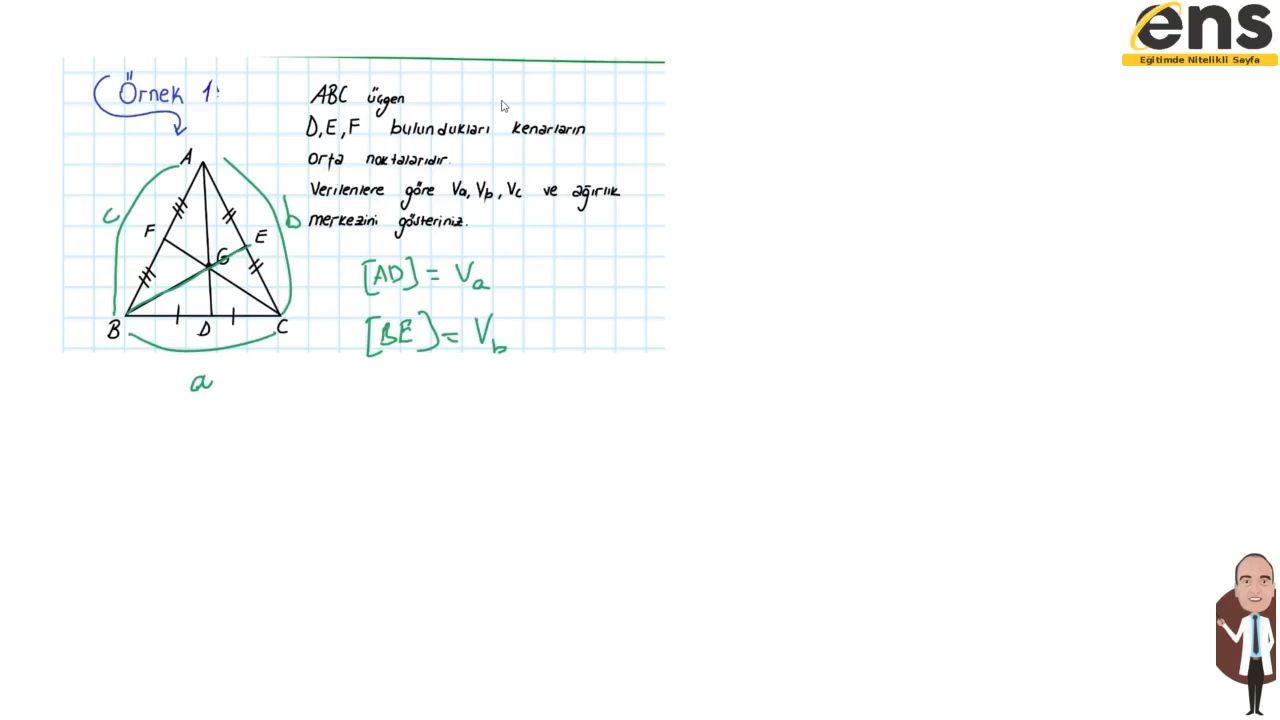 ens
Eğitimde Nitelikli Sayfa
Örnek 1:
ABC üçgen
D, E, F bulundukları kenarların
orta noktalarıdır.
Verilenlere göre Va, Vb, Vc ve ağırlık
merkezini gösteriniz.
A
c
b
F
E
G
[AD] = Va
B
D
C
[BE] = Vb
a